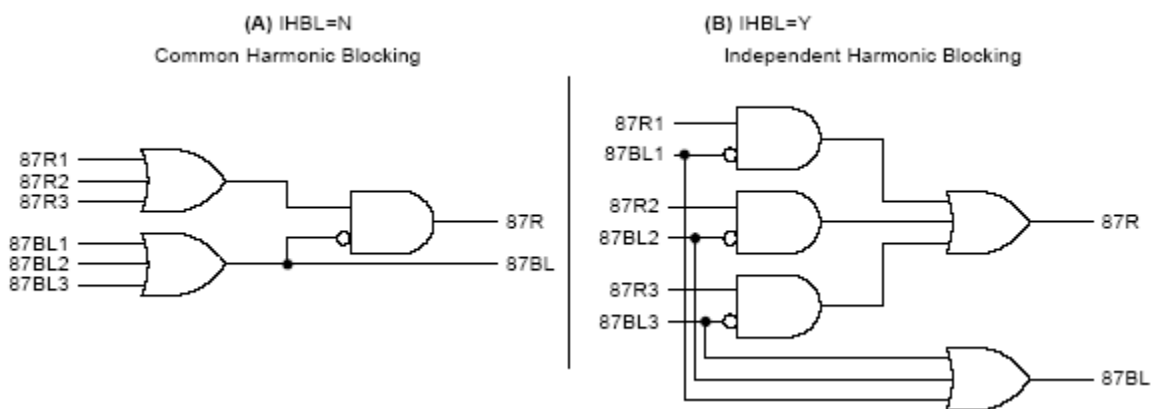 (A) IHBL=N
Common Harmonic Blocking
87R1
87R2
87R3
87BL1
87BL2
87BL3
87R
87BL
(B) IHBL=Y
Independent Harmonic Blocking
87R1
87BL1
87R2
87BL2
87R3
87BL3
87R
87BL